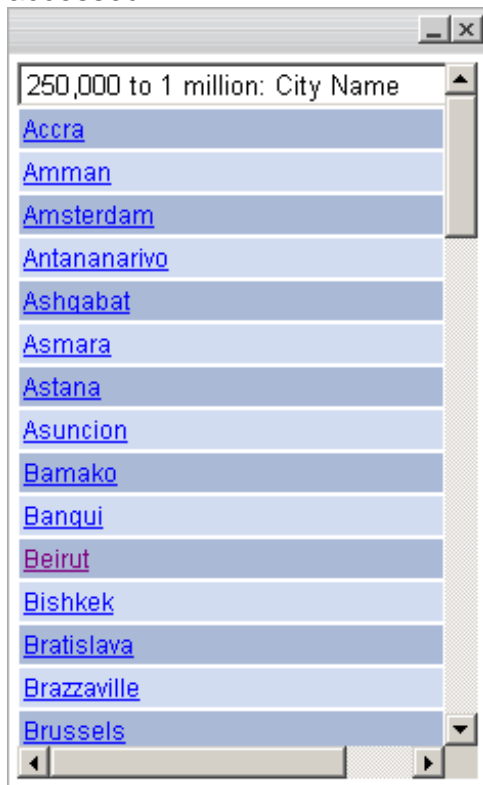 250,000 to 1 million: City Name
Accra
Amman
Amsterdam
Antananarivo
Ashgabat
Asmara
Astana
Asuncion
Bamako
Bangui
Beirut
Bishkek
Bratislava
Brazzaville
Brussels